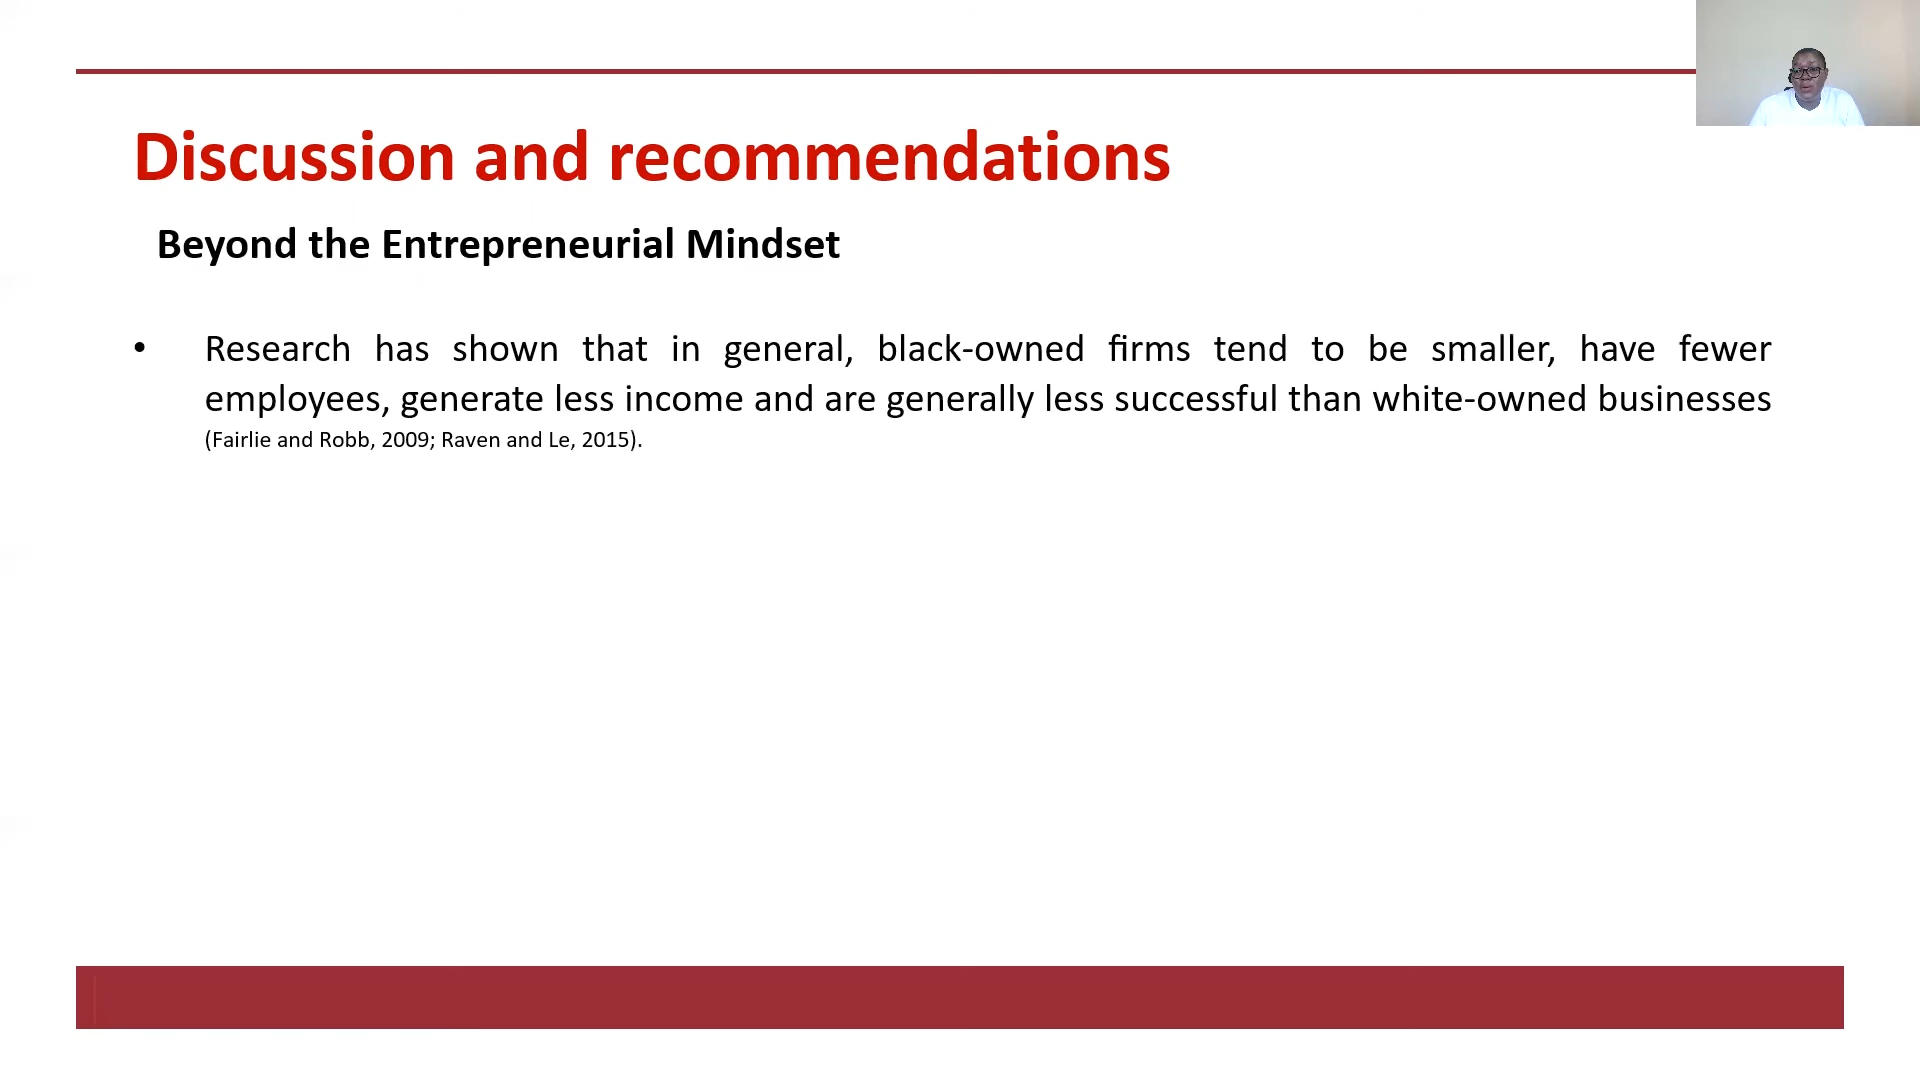 Discussion and recommendations
Beyond the Entrepreneurial Mindset
• Research has shown that in general, black-owned firms tend to be smaller, have fewer
employees, generate less income and are generally less successful than white-owned businesses
(Fairlie and Robb, 2009; Raven and Le, 2015).